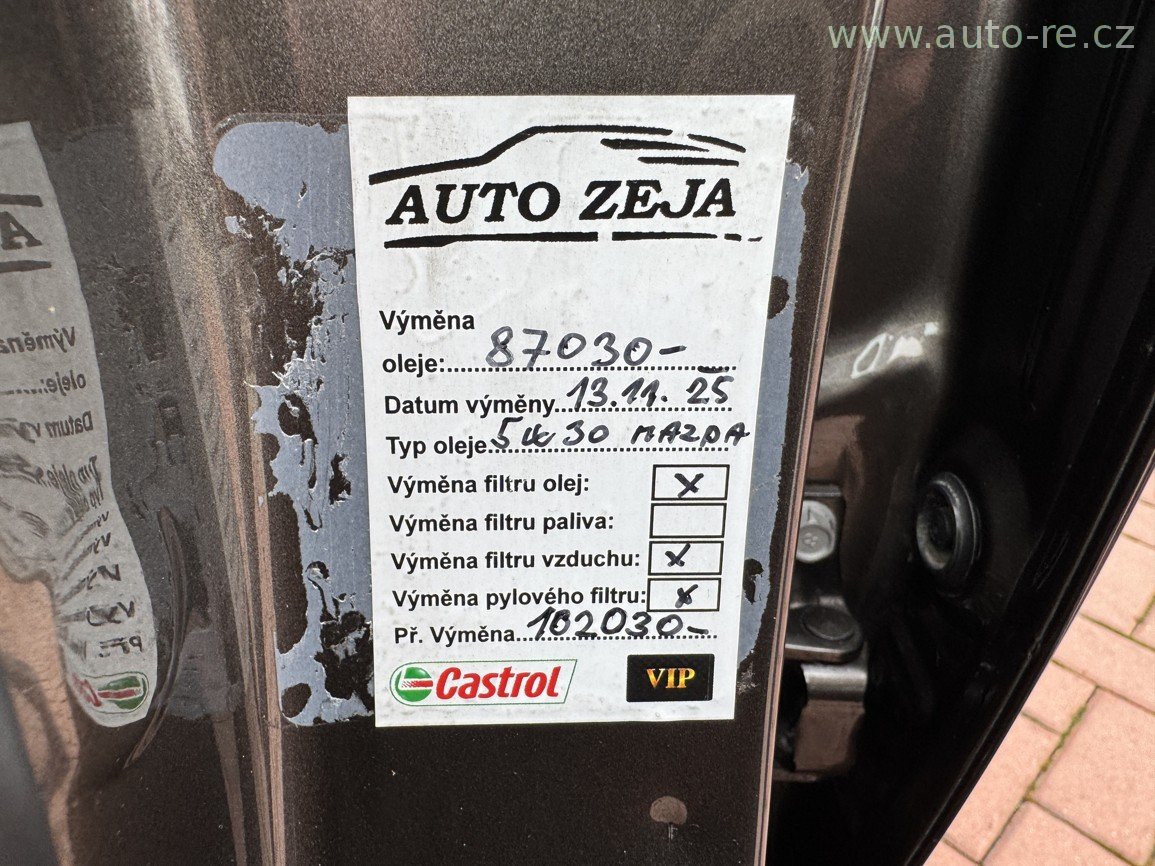 www.auto-re.cz
AUTO ZEJA
Výměna
oleje:..........87030-..........
Datum výměny..13.11.25..
Typ oleje..5W30 MAZDA..
Výměna filtru olej: X
Výměna filtru paliva:
Výměna filtru vzduchu: X
Výměna pylového filtru: X
Př. Výměna..102030-..
Castrol VIP